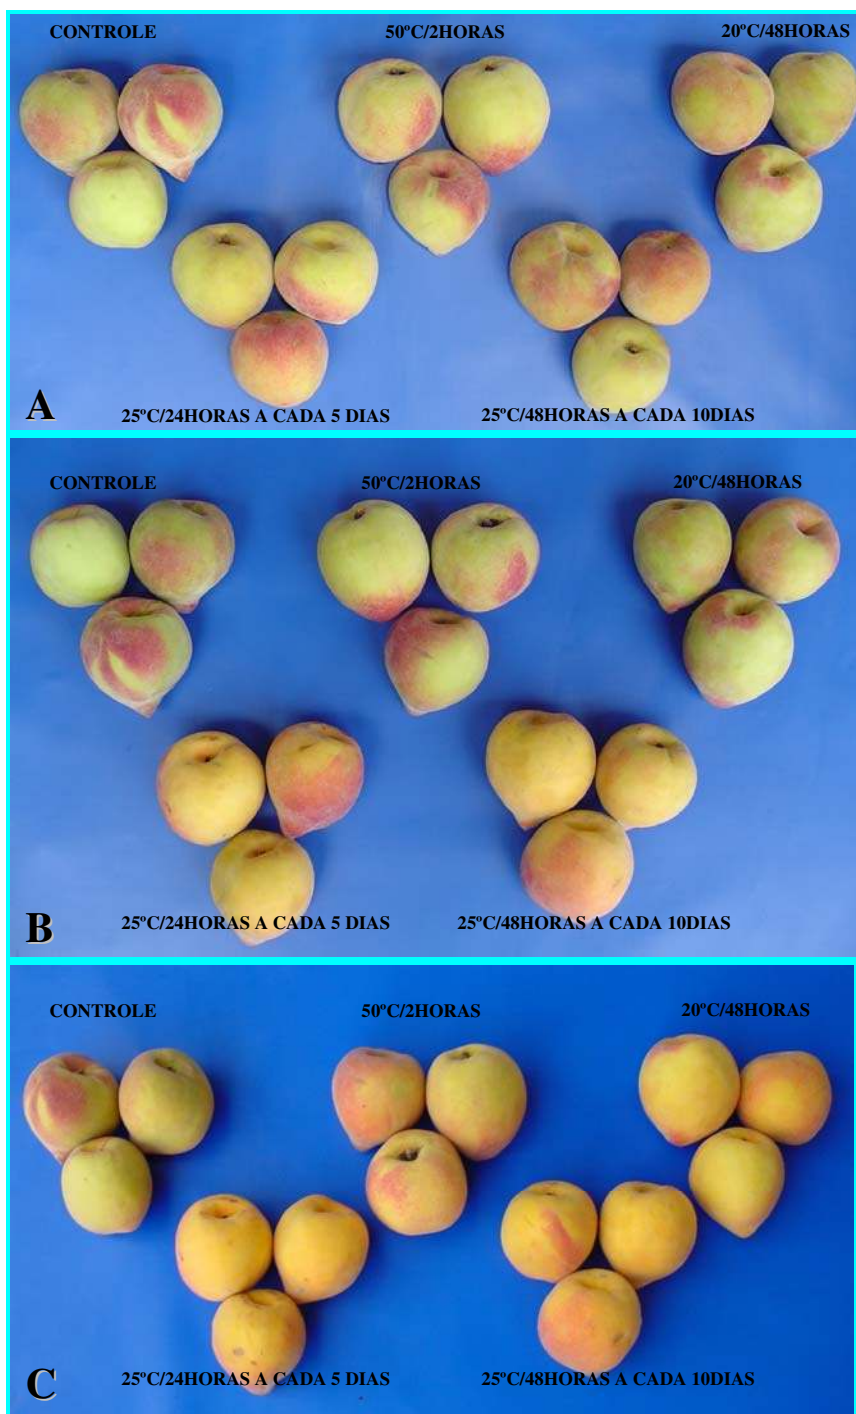 CONTROLE
50ºC/2HORAS
20ºC/48HORAS
A
25ºC/24HORAS A CADA 5 DIAS
25ºC/48HORAS A CADA 10DIAS
CONTROLE
50ºC/2HORAS
20ºC/48HORAS
B
25ºC/24HORAS A CADA 5 DIAS
25ºC/48HORAS A CADA 10DIAS
CONTROLE
50ºC/2HORAS
20ºC/48HORAS
C
25ºC/24HORAS A CADA 5 DIAS
25ºC/48HORAS A CADA 10DIAS